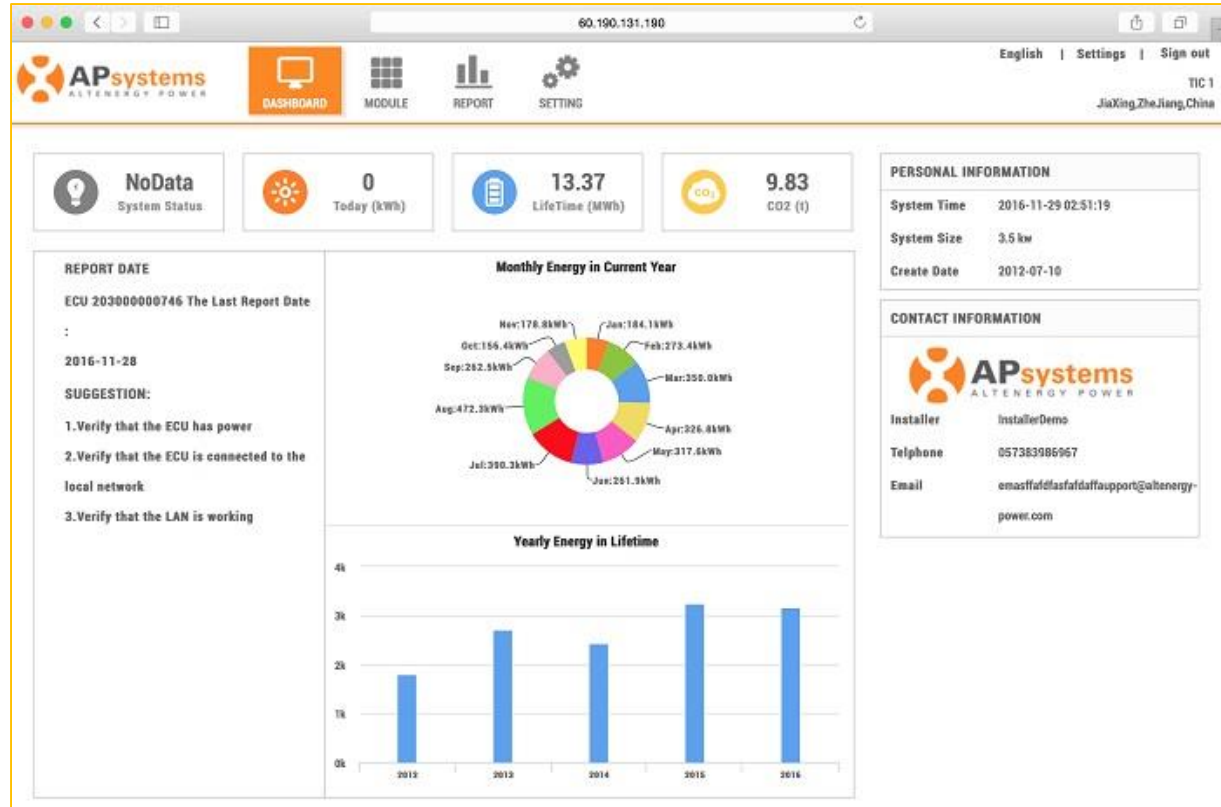 60.190.131.190
English | Settings | Sign out
APsystems
ALTENERGY POWER
DASHBOARD
MODULE
REPORT
SETTING
TIC 1
JiaXing,ZheJiang,China
NoData
System Status
0
Today (kWh)
13.37
LifeTime (MWh)
CO2
9.83
CO2 (t)
REPORT DATE
ECU 203000000746 The Last Report Date
:
2016-11-28
SUGGESTION:
1.Verify that the ECU has power
2.Verify that the ECU is connected to the
local network
3.Verify that the LAN is working
Monthly Energy in Current Year
Nov:178.8kWh
Jan:184.1kWh
Oct:156.4kWh
Feb:273.4kWh
Sep:262.5kWh
Mar:350.0kWh
Aug:472.3kWh
Apr:326.8kWh
May:317.6kWh
Jul:390.3kWh
Jun:261.9kWh
Yearly Energy in Lifetime
4k
3k
2k
1k
0k
2012
2013
2014
2015
2016
PERSONAL INFORMATION
System Time 2016-11-29 02:51:19
System Size 3.5 kw
Create Date 2012-07-10
CONTACT INFORMATION
APsystems
ALTENERGY POWER
Installer InstallerDemo
Telphone 057383986967
Email emasffafdfasfafdaffaupport@altenergy-
power.com